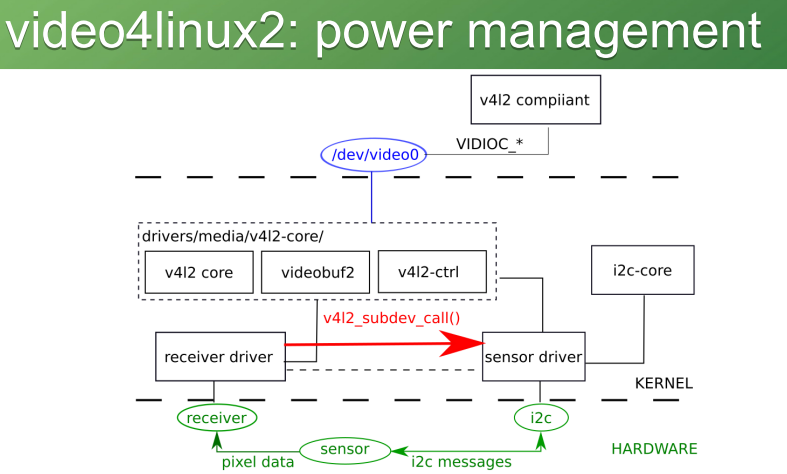 video4linux2: power management
v4l2 compiiant
VIDIOC_*
/dev/video0
drivers/media/v4l2-core/
v4l2 core
videobuf2
v4l2-ctrl
i2c-core
v4l2_subdev_call()
receiver driver
sensor driver
KERNEL
receiver
i2c
sensor
HARDWARE
pixel data
i2c messages